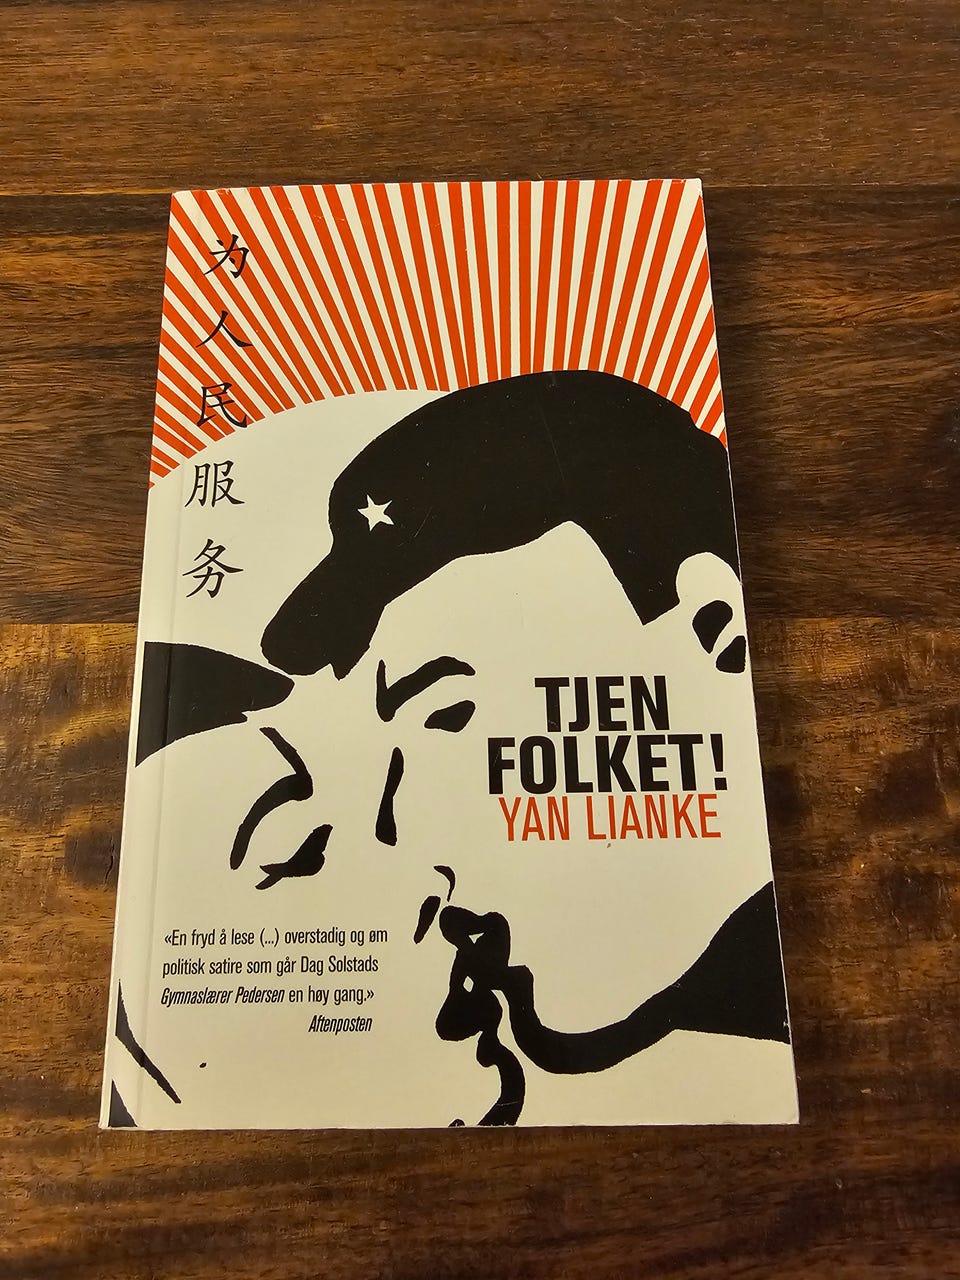 为人民服务
TJEN
FOLKET!
YAN LIANKE
«En fryd å lese (...) overstadig og øm
politisk satire som går Dag Solstads
Gymnaslærer Pedersen en høy gang.»
Aftenposten